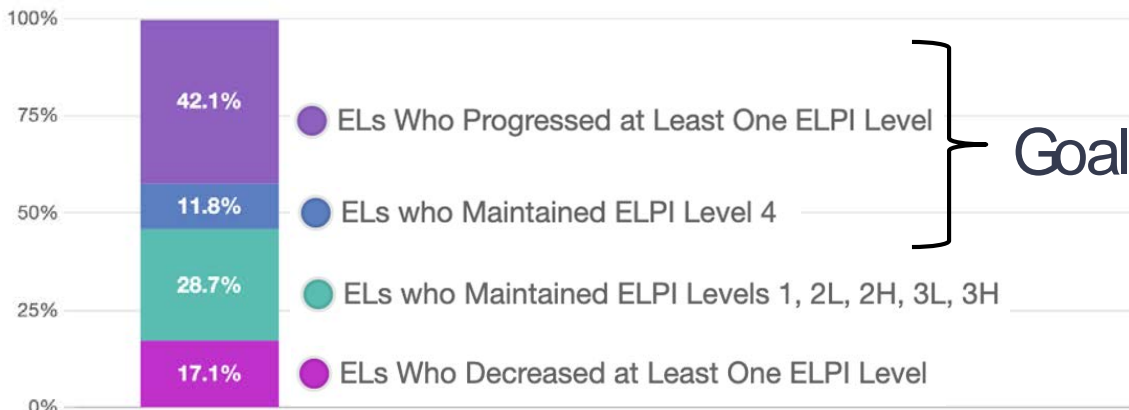 100%
42.1%
75%
ELs Who Progressed at Least One ELPI Level
Goal
50%
11.8%
ELs who Maintained ELPI Level 4
28.7%
ELs who Maintained ELPI Levels 1, 2L, 2H, 3L, 3H
25%
17.1%
ELs Who Decreased at Least One ELPI Level
0%